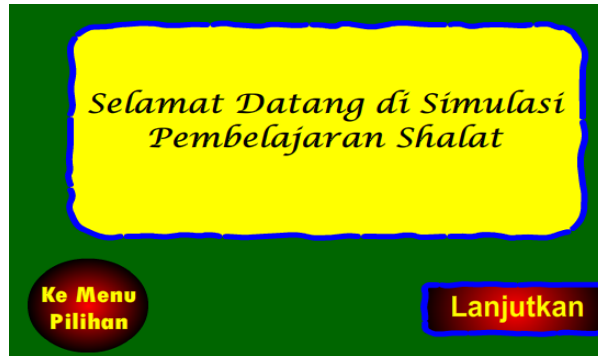 Selamat Datang di Simulasi
Pembelajaran Shalat
Ke Menu
Pilihan
Lanjutkan